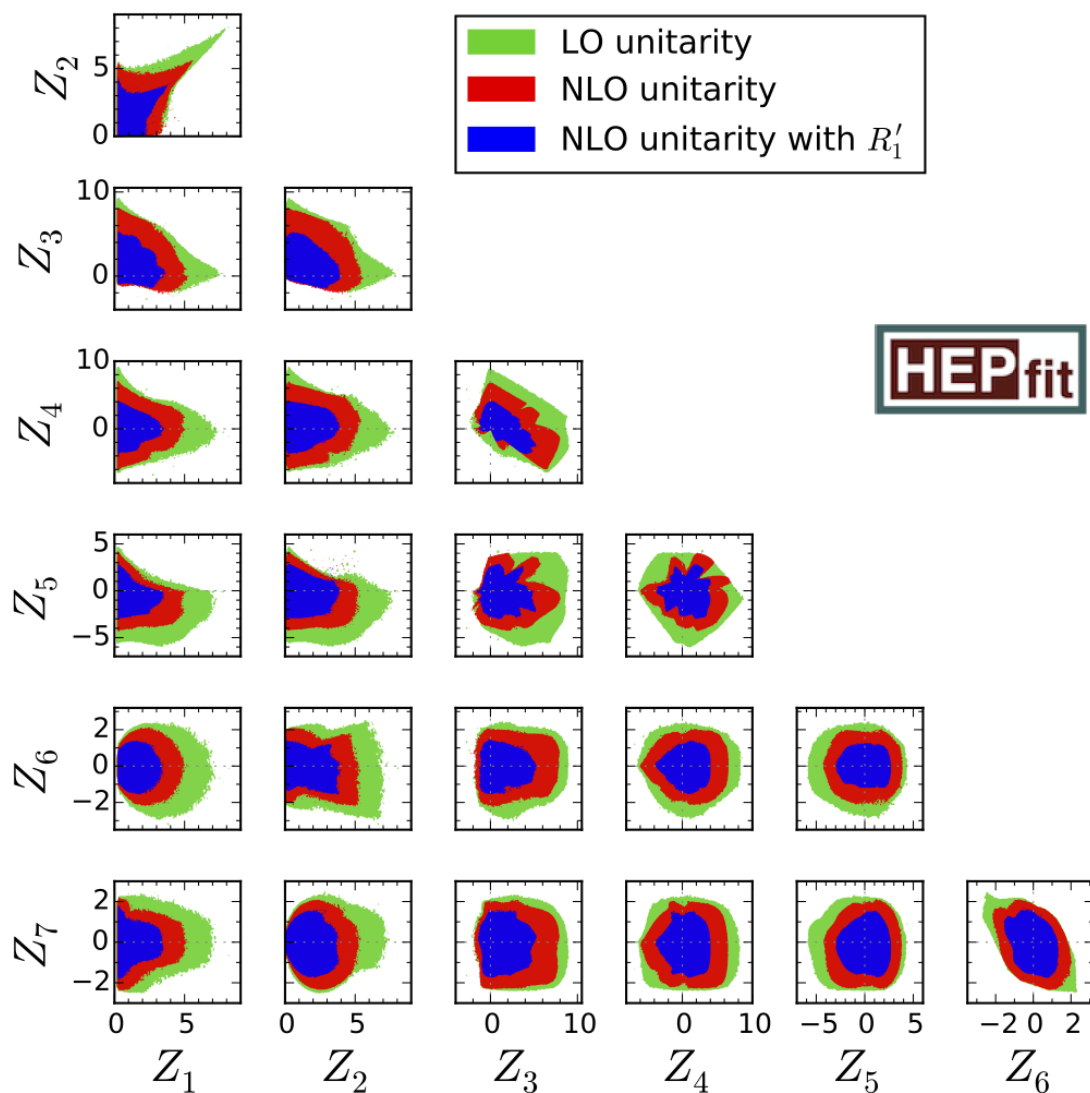 LO unitarity
NLO unitarity
NLO unitarity with R'₁
HEPfit
Z₂
5
0
Z₃
10
0
Z₄
10
0
Z₅
5
0
−5
Z₆
2
0
−2
Z₇
2
0
−2
0 5
0 5
0 10
0 10
−5 0 5
−2 0 2
Z₁ Z₂ Z₃ Z₄ Z₅ Z₆